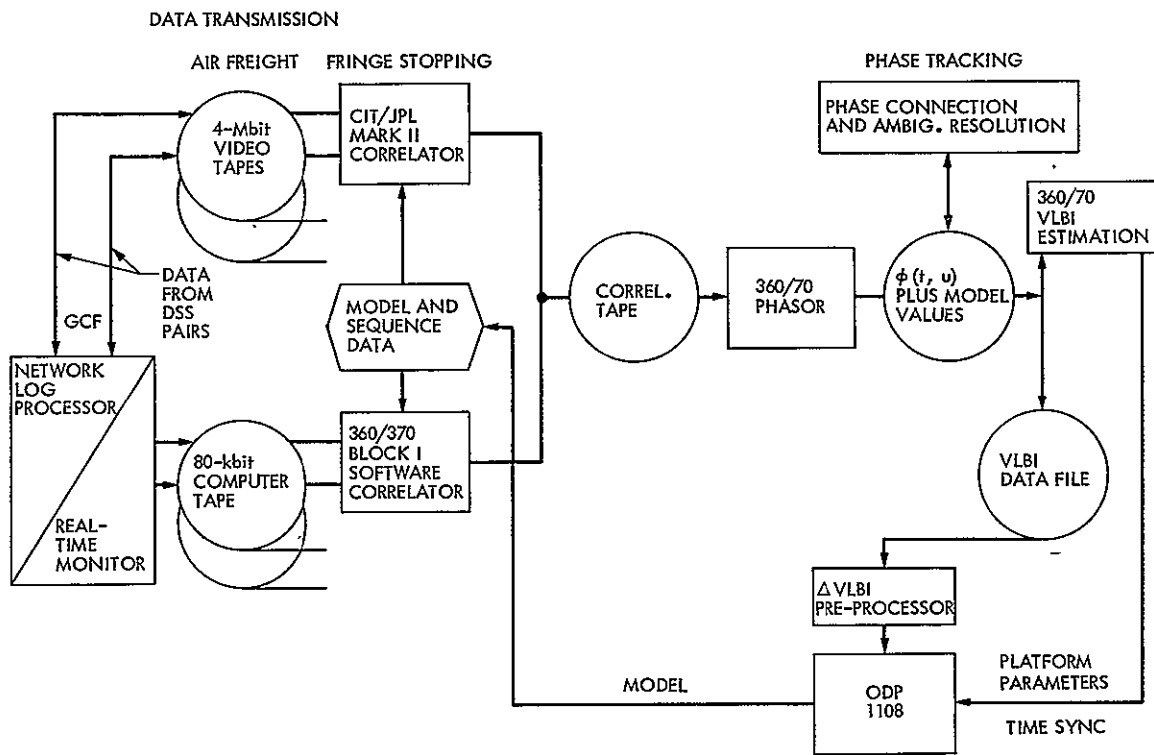 DATA TRANSMISSION
AIR FREIGHT
FRINGE STOPPING
PHASE TRACKING
4-Mbit
VIDEO
TAPES
CIT/JPL
MARK II
CORRELATOR
PHASE CONNECTION
AND AMBIG. RESOLUTION
360/70
VLBI
ESTIMATION
DATA
FROM
DSS
PAIRS
GCF
MODEL AND
SEQUENCE
DATA
CORREL.
TAPE
360/70
PHASOR
ϕ (t, υ)
PLUS MODEL
VALUES
NETWORK
LOG
PROCESSOR
REAL-
TIME
MONITOR
80-kbit
COMPUTER
TAPE
360/370
BLOCK I
SOFTWARE
CORRELATOR
VLBI
DATA FILE
Δ VLBI
PRE-PROCESSOR
MODEL
ODP
1108
PLATFORM
PARAMETERS
TIME SYNC